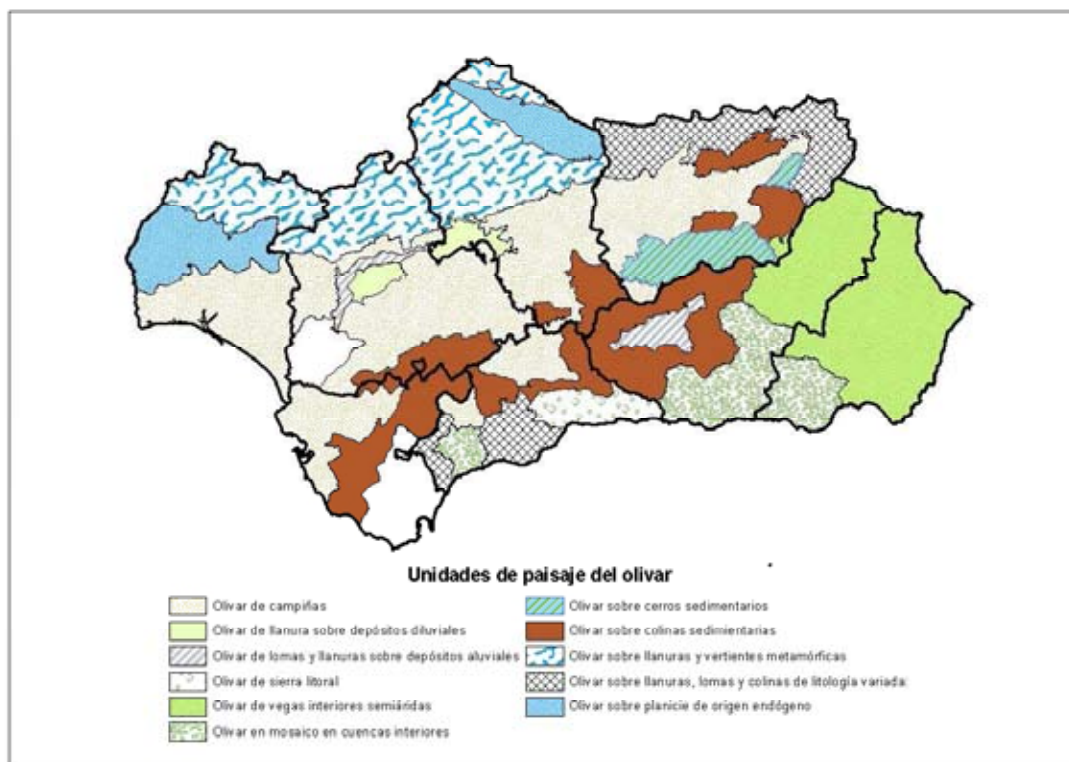 Unidades de paisaje del olivar
Olivar de campiñas
Olivar de llanura sobre depósitos diluviales
Olivar de lomas y llanuras sobre depósitos aluviales
Olivar de sierra litoral
Olivar de vegas interiores semiáridas
Olivar en mosaico en cuencas interiores
Olivar sobre cerros sedimentarios
Olivar sobre colinas sedimientarias
Olivar sobre llanuras y vertientes metamórficas
Olivar sobre llanuras, lomas y colinas de litología variada:
Olivar sobre planicie de origen endógeno